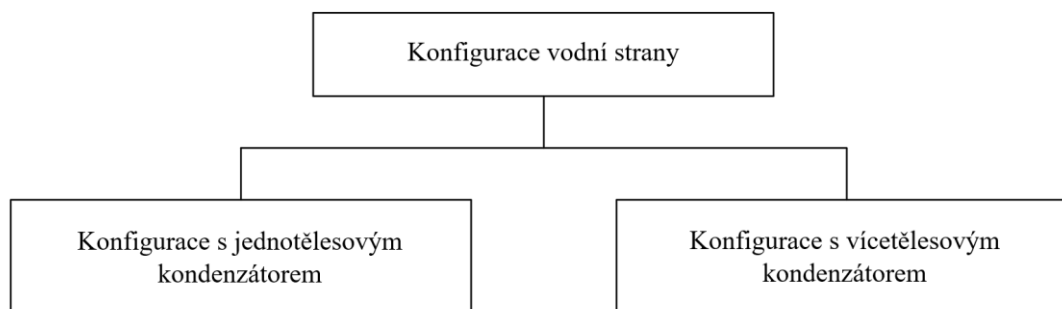 Konfigurace vodní strany
Konfigurace s jednotělesovým
kondenzátorem
Konfigurace s vícetělesovým
kondenzátorem